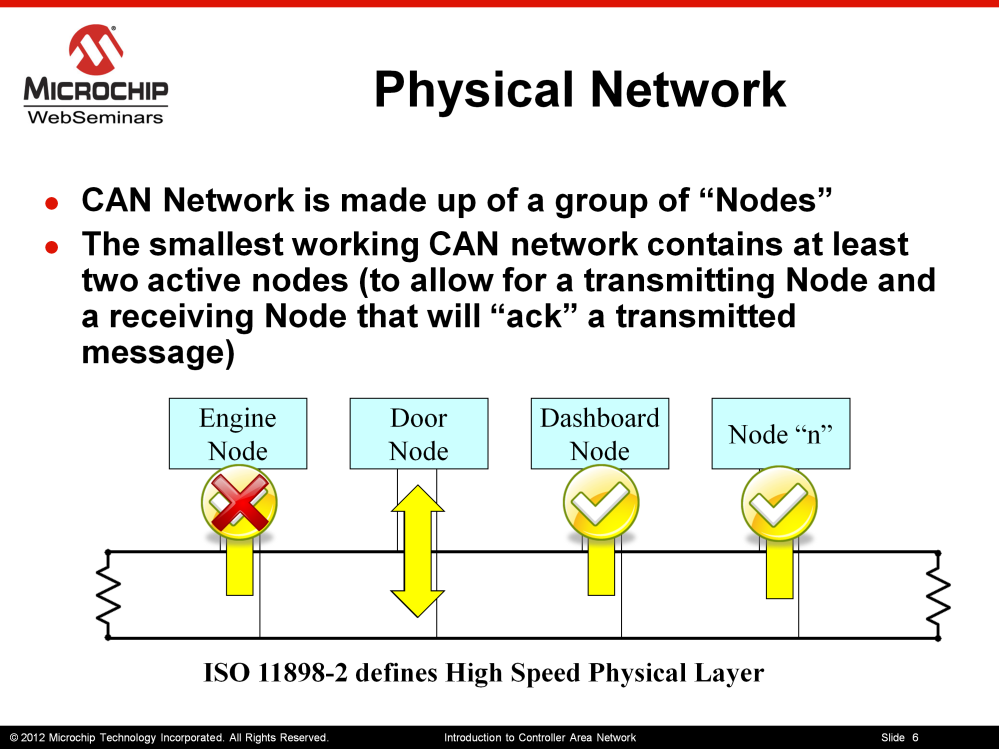 MICROCHIP
WebSeminars
Physical Network
● CAN Network is made up of a group of “Nodes”
● The smallest working CAN network contains at least
two active nodes (to allow for a transmitting Node and
a receiving Node that will “ack” a transmitted
message)
Engine
Node
Door
Node
Dashboard
Node
Node “n”
ISO 11898-2 defines High Speed Physical Layer
© 2012 Microchip Technology Incorporated. All Rights Reserved.
Introduction to Controller Area Network
Slide 6